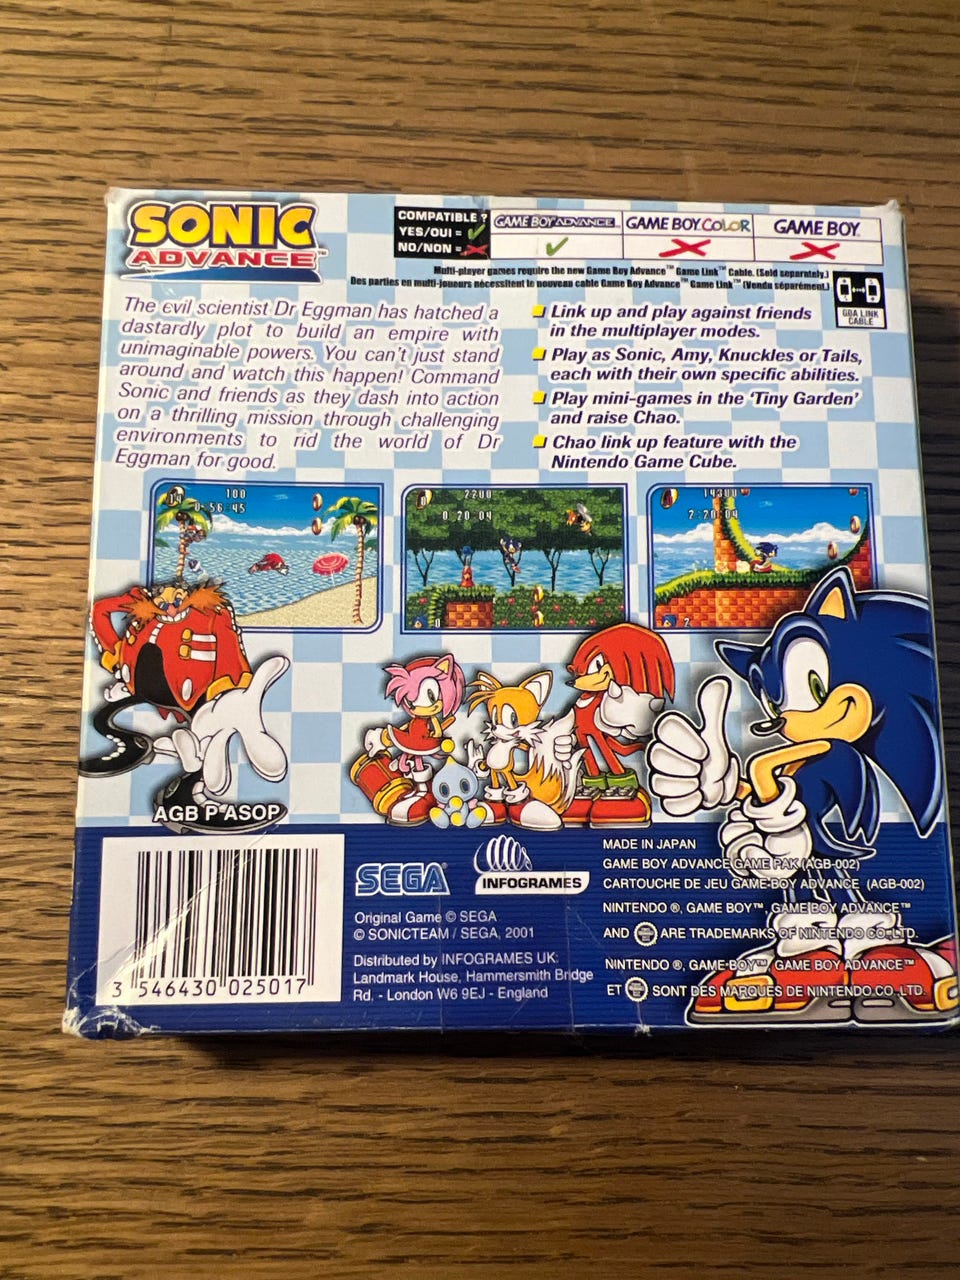 SONIC
ADVANCE™
COMPATIBLE ?
YES/OUI =
NO/NON =
GAME BOY ADVANCE
GAME BOY COLOR
GAME BOY
Multi-player games require the new Game Boy Advance™ Game Link™ Cable. (Sold separately.)
Des parties en multi-joueurs nécessitent le nouveau cable Game Boy Advance™ Game Link™ (Vendu séparément.)
GBA LINK
CABLE
The evil scientist Dr Eggman has hatched a
dastardly plot to build an empire with
unimaginable powers. You can't just stand
around and watch this happen! Command
Sonic and friends as they dash into action
on a thrilling mission through challenging
environments to rid the world of Dr
Eggman for good.
Link up and play against friends
in the multiplayer modes.
Play as Sonic, Amy, Knuckles or Tails,
each with their own specific abilities.
Play mini-games in the 'Tiny Garden'
and raise Chao.
Chao link up feature with the
Nintendo Game Cube.
14 100
0:56:45
0 2200
0:20:04
0
14300
2:20:04
2
AGB P ASOP
3 546430 025017
SEGA®
INFOGRAMES
Original Game © SEGA
© SONICTEAM / SEGA, 2001
Distributed by INFOGRAMES UK:
Landmark House, Hammersmith Bridge
Rd. - London W6 9EJ - England
MADE IN JAPAN
GAME BOY ADVANCE GAME PAK (AGB-002)
CARTOUCHE DE JEU GAME BOY ADVANCE (AGB-002)
NINTENDO ®, GAME BOY™, GAME BOY ADVANCE™
AND ARE TRADEMARKS OF NINTENDO CO.,LTD.
NINTENDO ®, GAME BOY™, GAME BOY ADVANCE™
ET SONT DES MARQUES DE NINTENDO CO.,LTD.